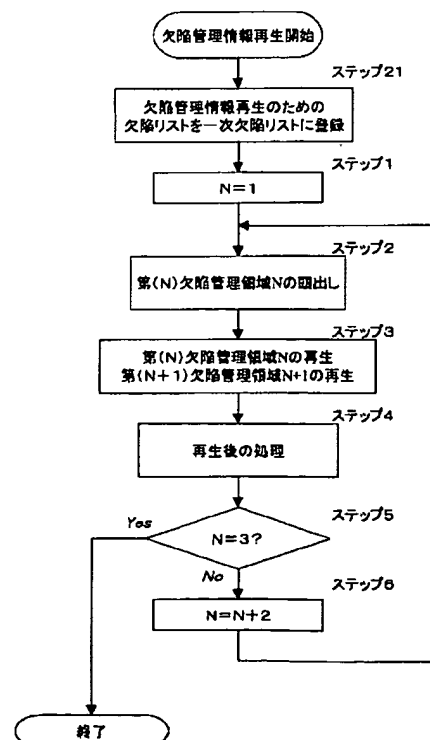 欠陥管理情報再生開始
ステップ21
欠陥管理情報再生のための
欠陥リストを一次欠陥リストに登録
ステップ1
N=1
ステップ2
第(N)欠陥管理領域Nの頭出し
ステップ3
第(N)欠陥管理領域Nの再生
第(N+1)欠陥管理領域N+1の再生
ステップ4
再生後の処理
ステップ5
Yes
N=3?
No
ステップ6
N=N+2
終了